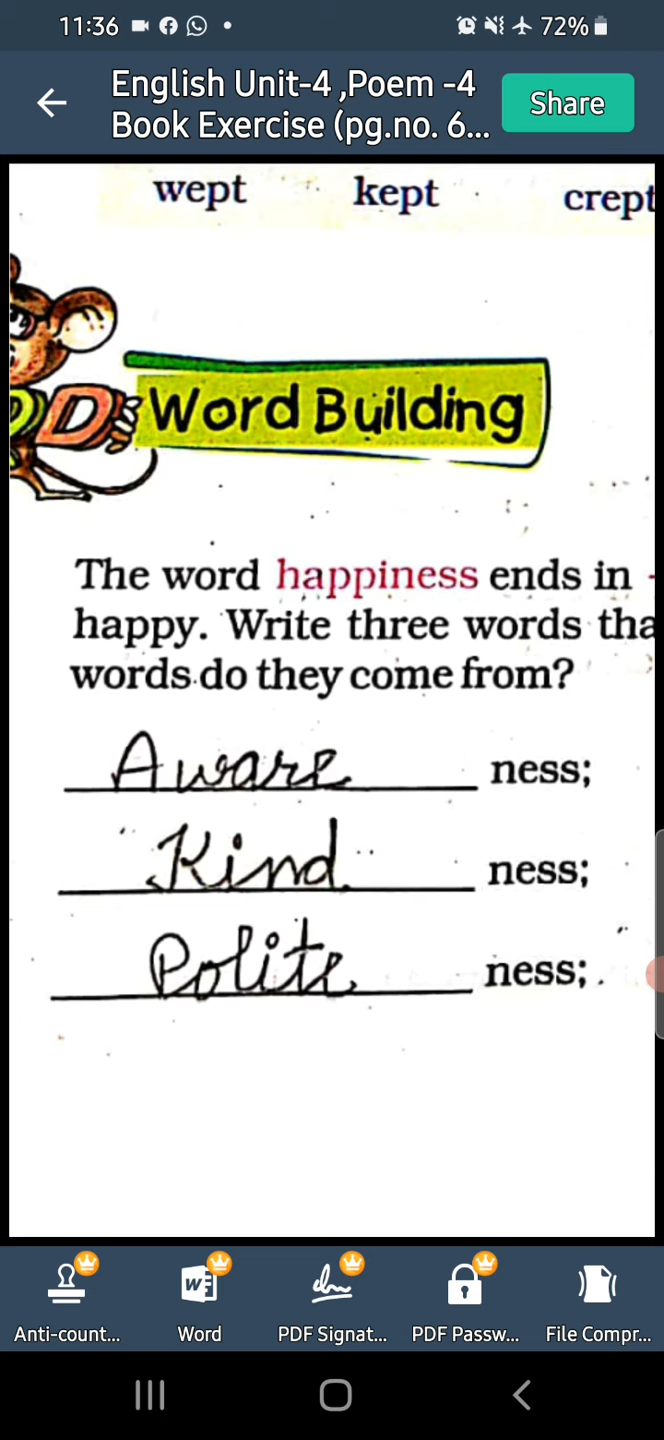 11:36 72%
English Unit-4 ,Poem -4
Book Exercise (pg.no. 6...
Share
wept kept crept
D's Word Building
The word happiness ends in -
happy. Write three words tha
words do they come from?
Aware ness;
Kind ness;
Polite ness;
Anti-count... Word PDF Signat... PDF Passw... File Compr...